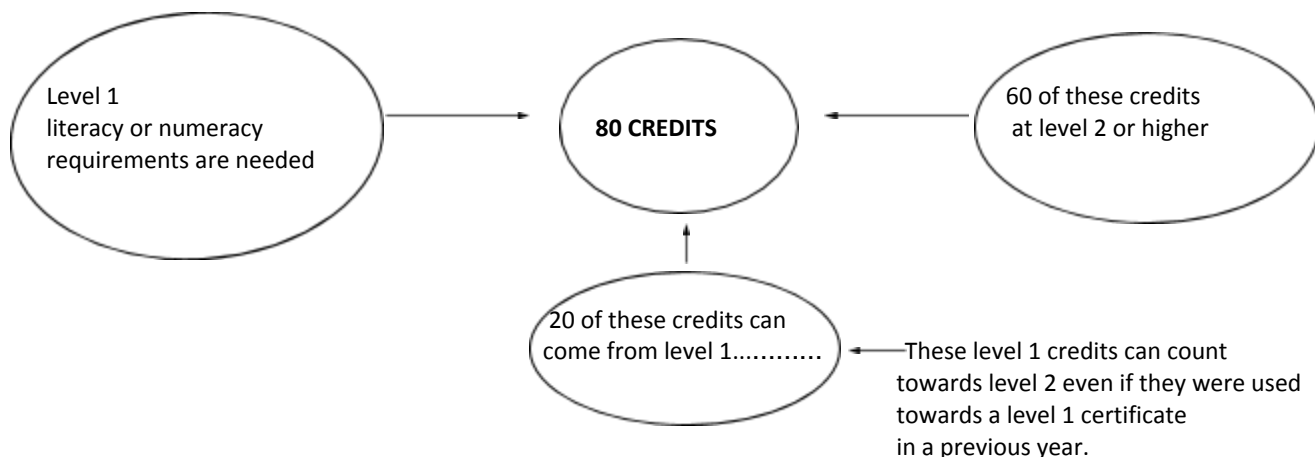 Level 1
literacy or numeracy
requirements are needed
80 CREDITS
60 of these credits
at level 2 or higher
20 of these credits can
come from level 1………….
These level 1 credits can count
towards level 2 even if they were used
towards a level 1 certificate
in a previous year.